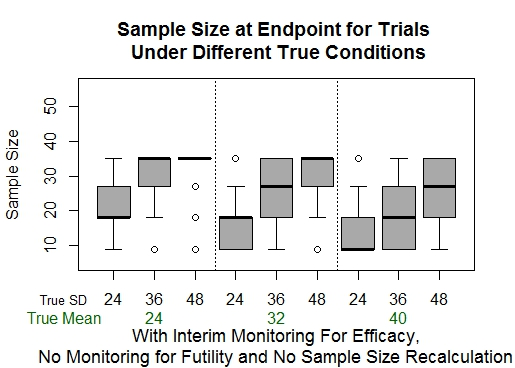 Sample Size at Endpoint for Trials
Under Different True Conditions
Sample Size
50
40
30
20
10
True SD 24 36 48 24 36 48 24 36 48
True Mean 24 32 40
With Interim Monitoring For Efficacy,
No Monitoring for Futility and No Sample Size Recalculation